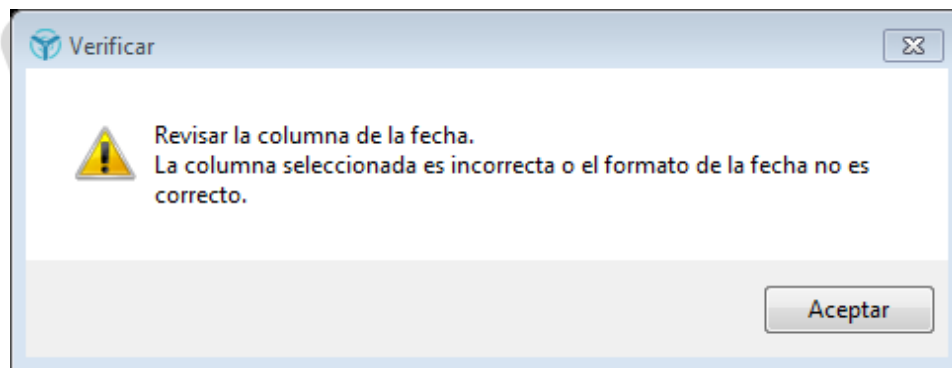 Verificar
Revisar la columna de la fecha.
La columna seleccionada es incorrecta o el formato de la fecha no es
correcto.
Aceptar